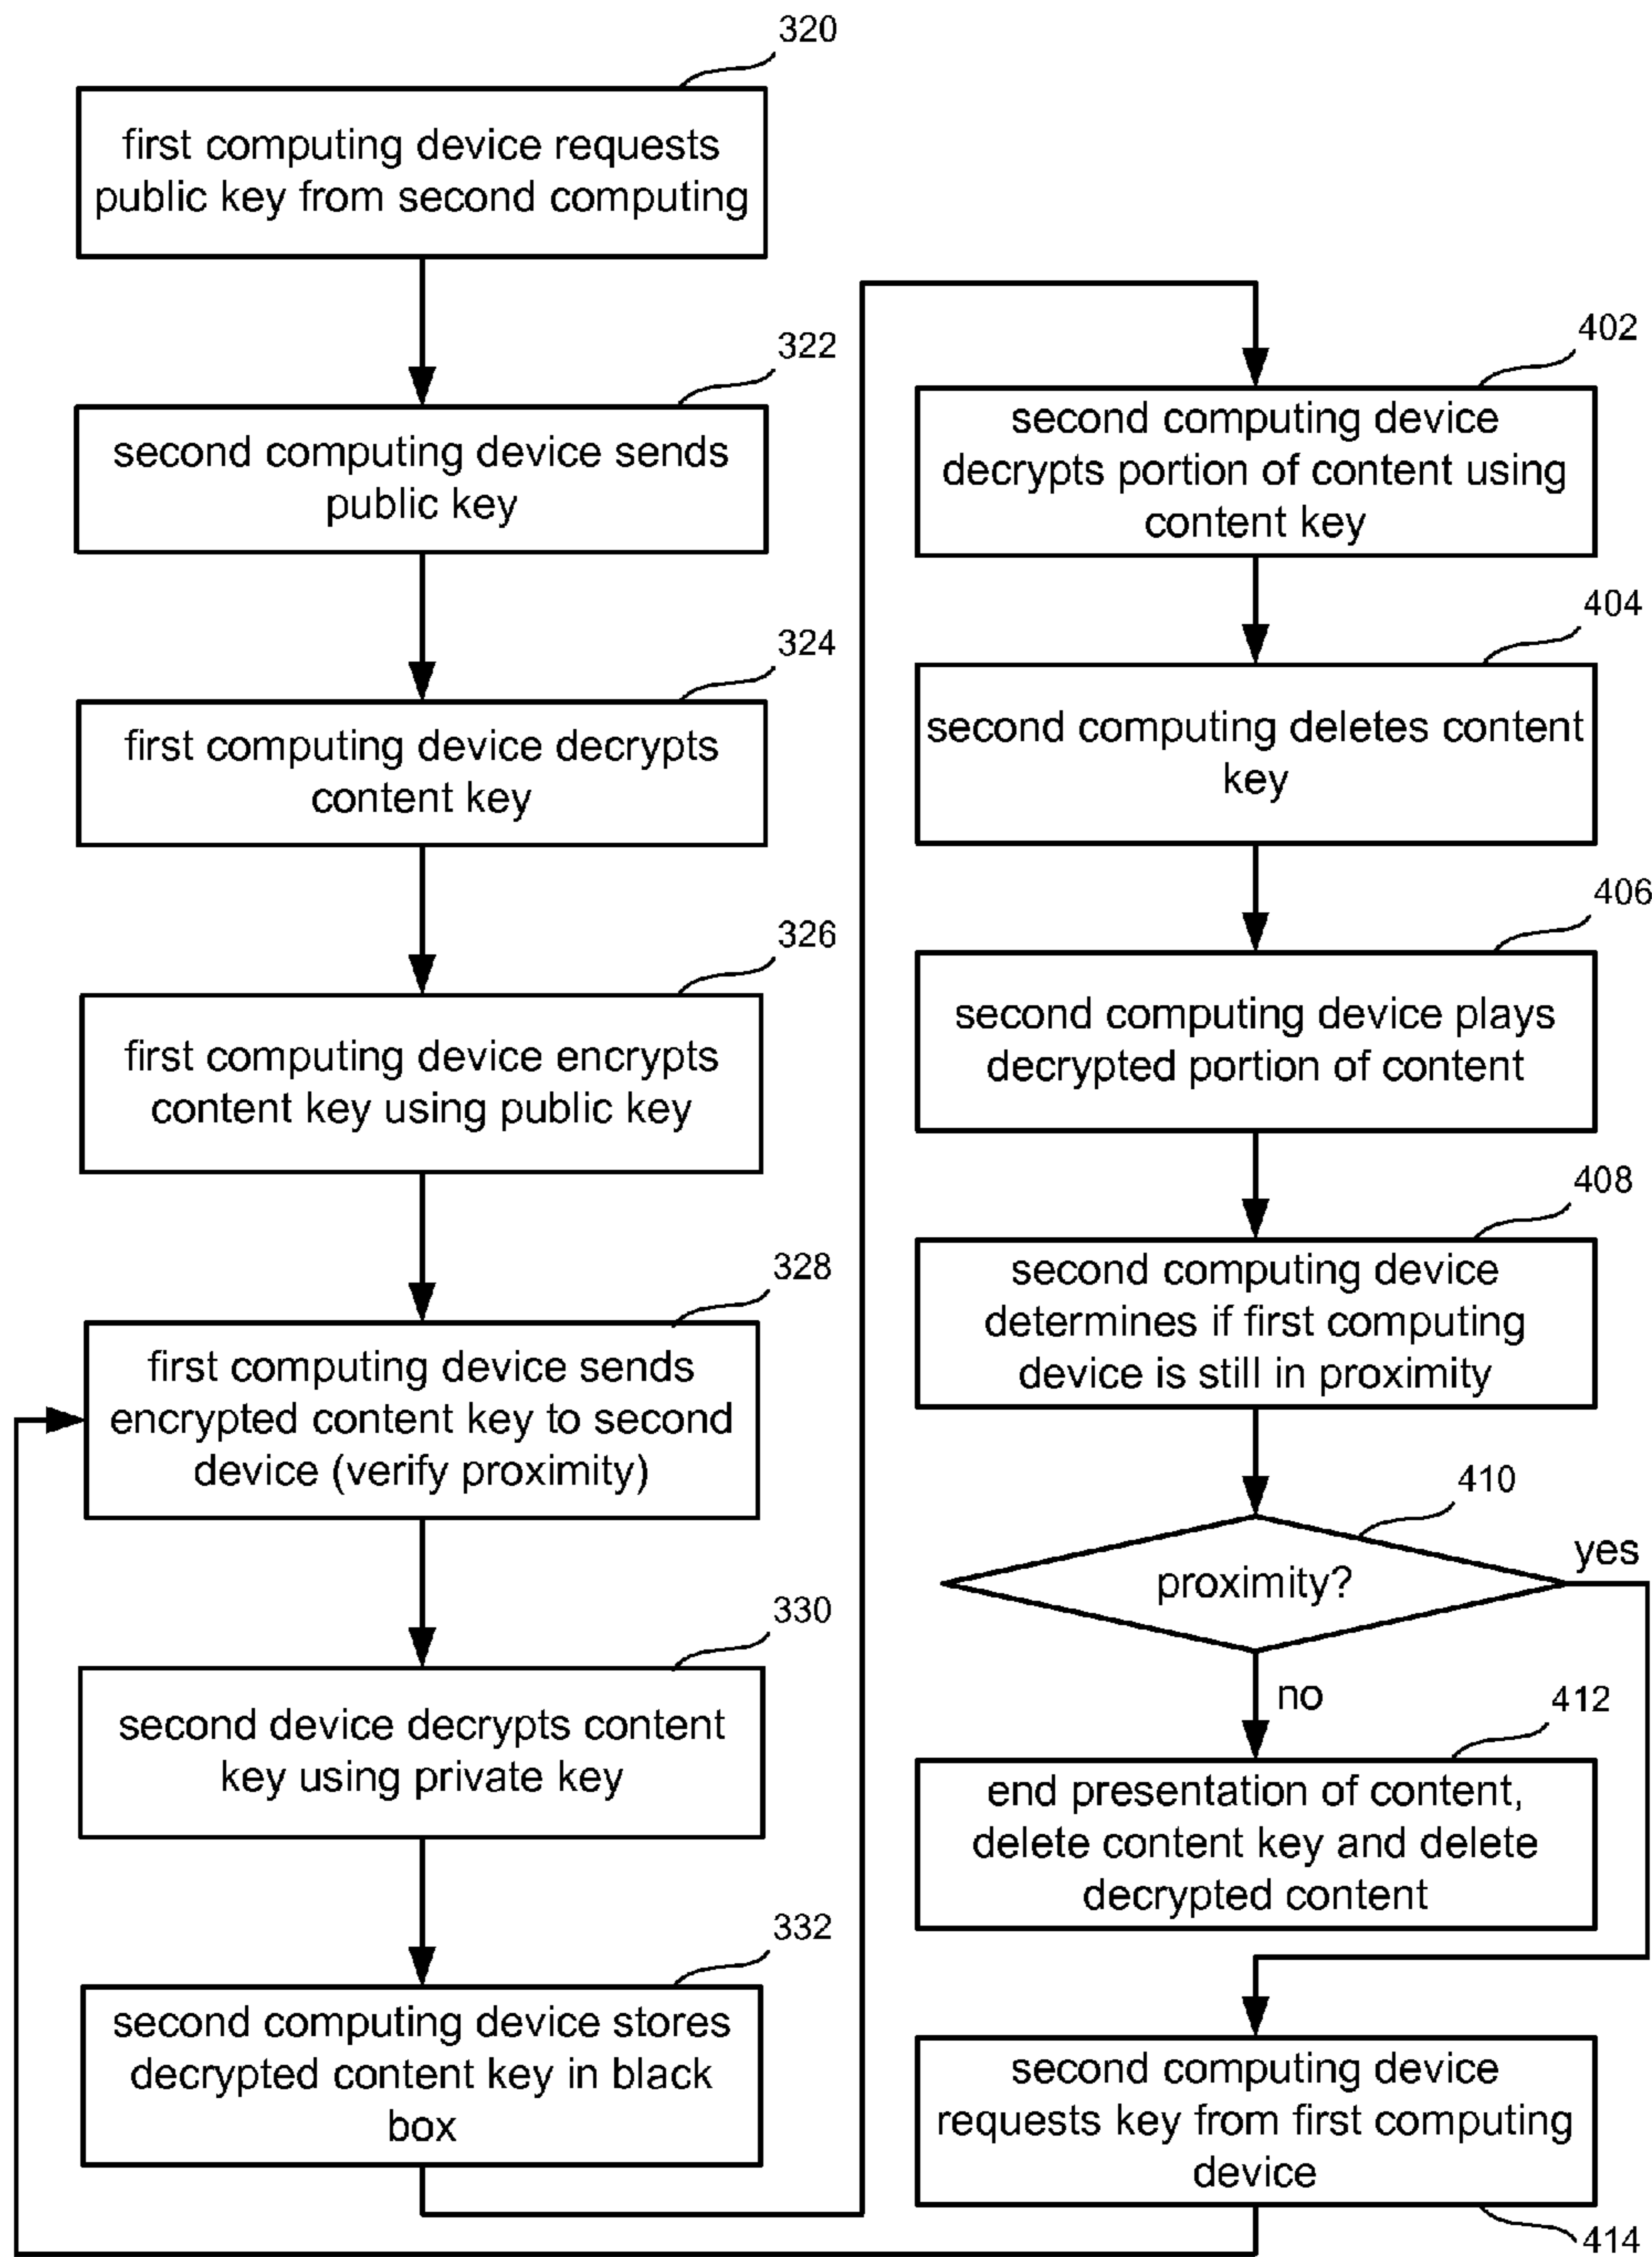 320
first computing device requests
public key from second computing
322
second computing device sends
public key
324
first computing device decrypts
content key
326
first computing device encrypts
content key using public key
328
first computing device sends
encrypted content key to second
device (verify proximity)
330
second device decrypts content
key using private key
332
second computing device stores
decrypted content key in black
box
402
second computing device
decrypts portion of content using
content key
404
second computing deletes content
key
406
second computing device plays
decrypted portion of content
408
second computing device
determines if first computing
device is still in proximity
410
proximity?
yes
no
412
end presentation of content,
delete content key and delete
decrypted content
second computing device
requests key from first computing
device
414